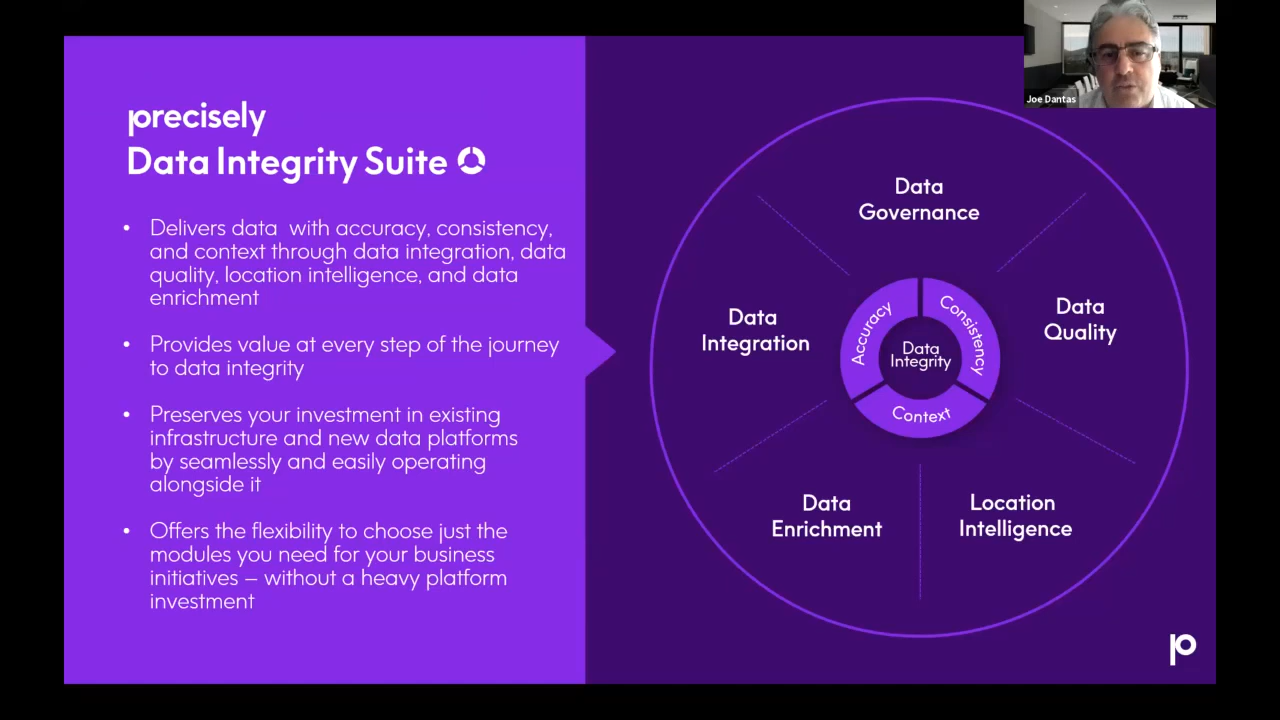 precisely
Data Integrity Suite
• Delivers data  with accuracy, consistency,
and context through data integration, data
quality, location intelligence, and data
enrichment
• Provides value at every step of the journey
to data integrity
• Preserves your investment in existing
infrastructure and new data platforms
by seamlessly and easily operating
alongside it
• Offers the flexibility to choose just the
modules you need for your business
initiatives – without a heavy platform
investment
Joe Dantas
Data
Governance
Data
Integration
Data
Quality
Accuracy
Consistency
Context
Data
Integrity
Data
Enrichment
Location
Intelligence
p